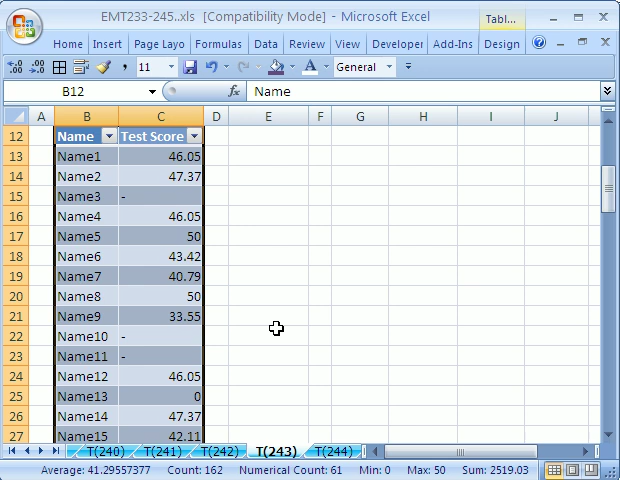 EMT233-245..xls [Compatibility Mode] - Microsoft Excel
Tabl...
Home Insert Page Layo Formulas Data Review View Developer Add-Ins Design
11 General
B12 fx Name
A B C D E F G H I J
12 Name Test Score
13 Name1 46.05
14 Name2 47.37
15 Name3 -
16 Name4 46.05
17 Name5 50
18 Name6 43.42
19 Name7 40.79
20 Name8 50
21 Name9 33.55
22 Name10 -
23 Name11 -
24 Name12 46.05
25 Name13 0
26 Name14 47.37
27 Name15 42.11
T(240) T(241) T(242) T(243) T(244)
Average: 41.29557377 Count: 162 Numerical Count: 61 Min: 0 Max: 50 Sum: 2519.03